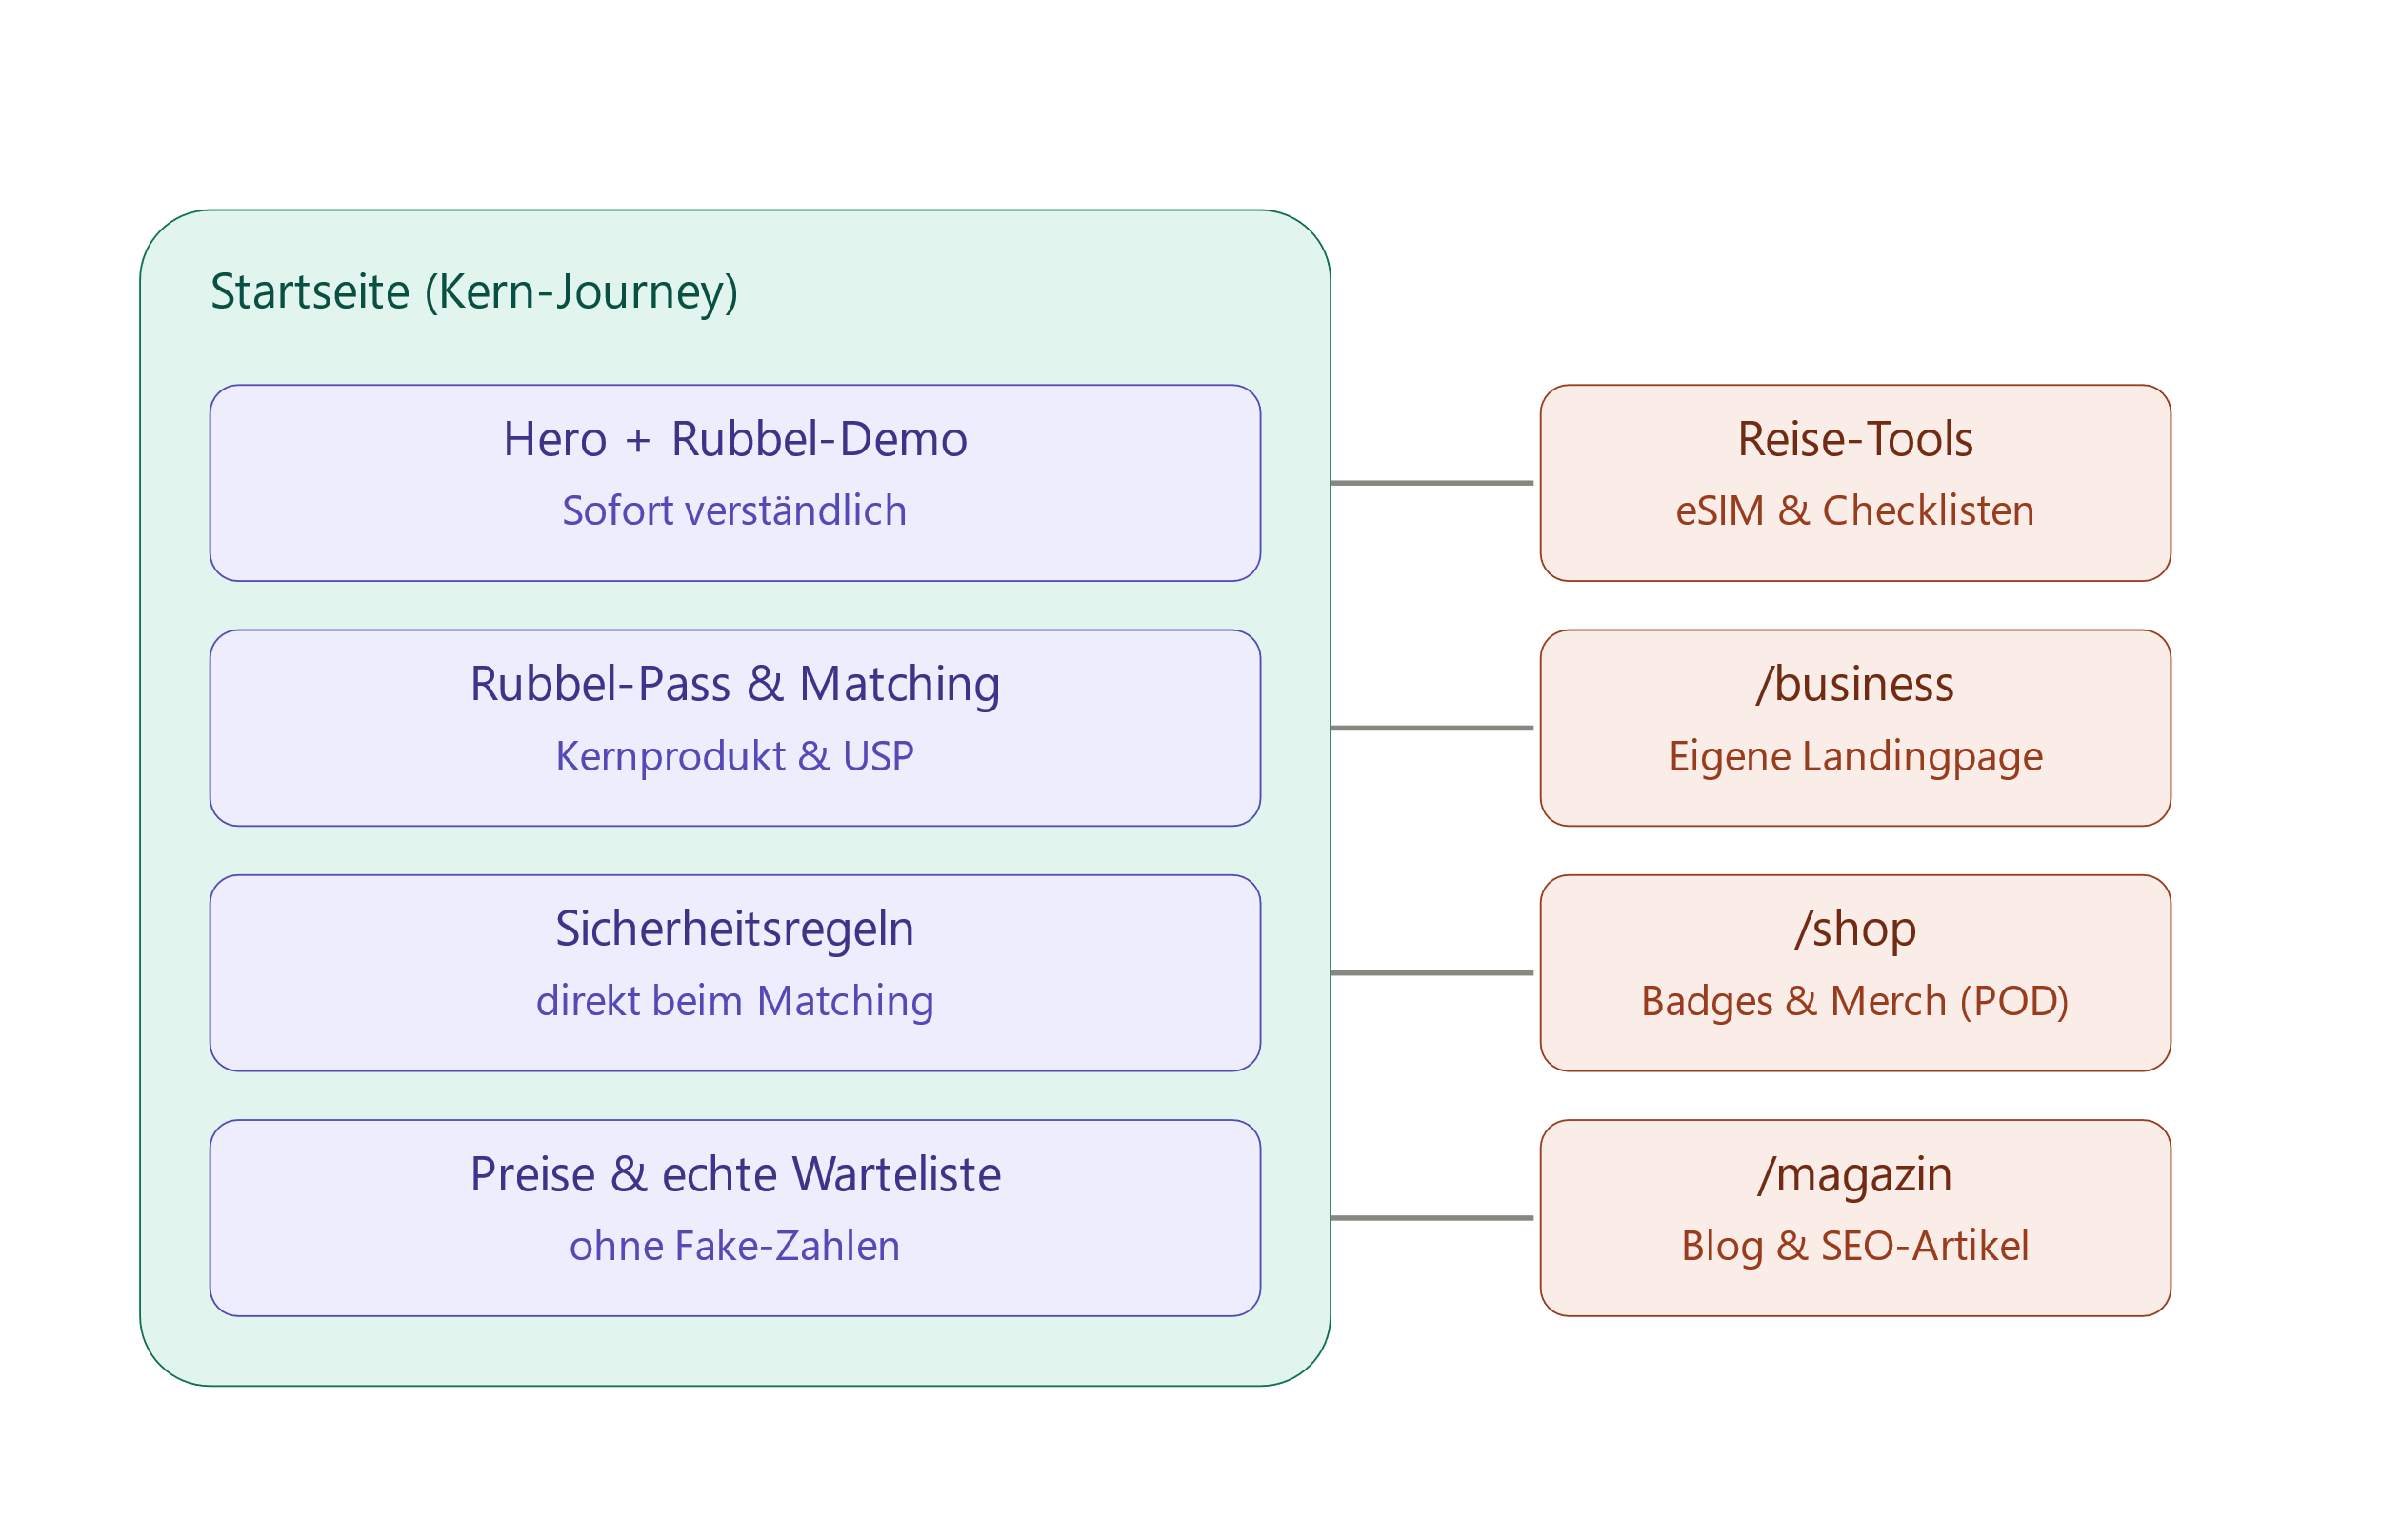 Startseite (Kern-Journey)
Hero + Rubbel-Demo
Sofort verständlich
Rubbel-Pass & Matching
Kernprodukt & USP
Sicherheitsregeln
direkt beim Matching
Preise & echte Warteliste
ohne Fake-Zahlen
Reise-Tools
eSIM & Checklisten
/business
Eigene Landingpage
/shop
Badges & Merch (POD)
/magazin
Blog & SEO-Artikel